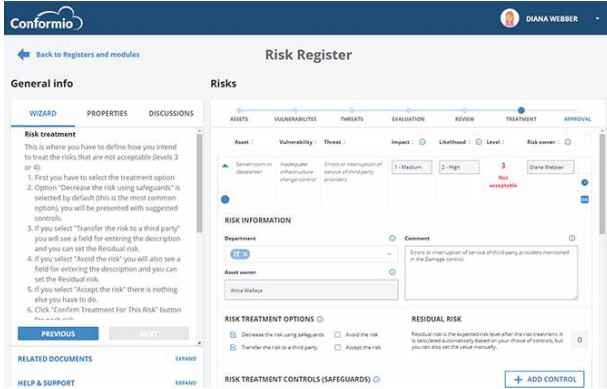 Conformio
DIANA WEBBER
Back to Registers and modules
Risk Register
General info
WIZARD PROPERTIES DISCUSSIONS
Risk treatment
This is where you have to define how you intend
to treat the risks that are not acceptable (levels 3
or 4):
1. First you have to select the treatment option
2. Option "Decrease the risk using safeguards" is
selected by default (this is the most common
option), you will be presented with suggested
controls.
3. If you select "Transfer the risk to a third party"
you will see a field for entering the description
and you can set the Residual risk.
4. If you select "Avoid the risk" you will also see a
field for entering the description and you can
set the Residual risk.
5. If you select "Accept the risk" there is nothing
else you have to do.
6. Click "Confirm Treatment For This Risk" button
for each risk
PREVIOUS NEXT
RELATED DOCUMENTS EXPAND
HELP & SUPPORT EXPAND
Risks
ASSETS VULNERABILITES THREATS EVALUATION REVIEW TREATMENT APPROVAL
Asset Vulnerability Threat Impact Likelihood Level Risk owner
Server room or
datacenter
Inadequate
infrastructure
change control
Errors or interruption of
service of third party
providers
1 - Medium
2 - High
3
Not
acceptable
Diana Webber
RISK INFORMATION
Department
IT ×
Asset owner
Alicia Wallace
Comment
Errors or interruption of service of third-party providers mentioned
in the Damage control.
RISK TREATMENT OPTIONS
Decrease the risk using safeguards Avoid the risk
Transfer the risk to a third party Accept the risk
RESIDUAL RISK
Residual risk is the expected risk level after the risk treatment. It
is calculated automatically based on your choice of controls, but
you can also set the value manually.
0
RISK TREATMENT CONTROLS (SAFEGUARDS)
+ ADD CONTROL